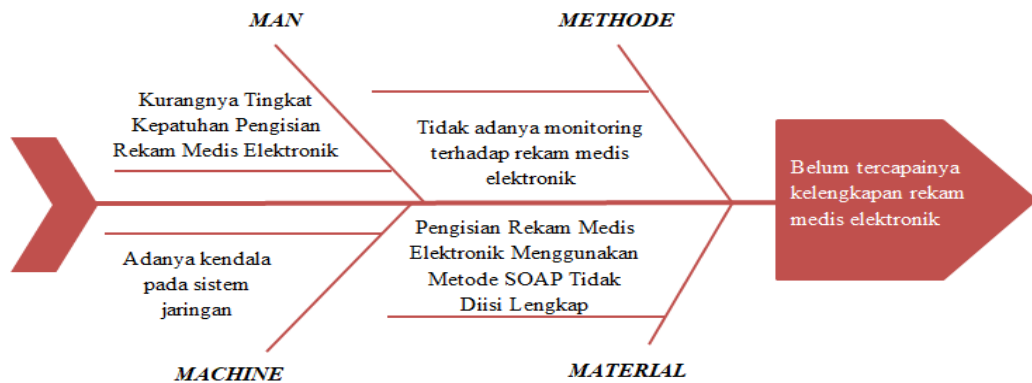 MAN
METHODE
Kurangnya Tingkat
Kepatuhan Pengisian
Rekam Medis Elektronik
Tidak adanya monitoring
terhadap rekam medis
elektronik
Belum tercapainya
kelengkapan rekam
medis elektronik
Adanya kendala
pada sistem
jaringan
Pengisian Rekam Medis
Elektronik Menggunakan
Metode SOAP Tidak
Diisi Lengkap
MACHINE
MATERIAL